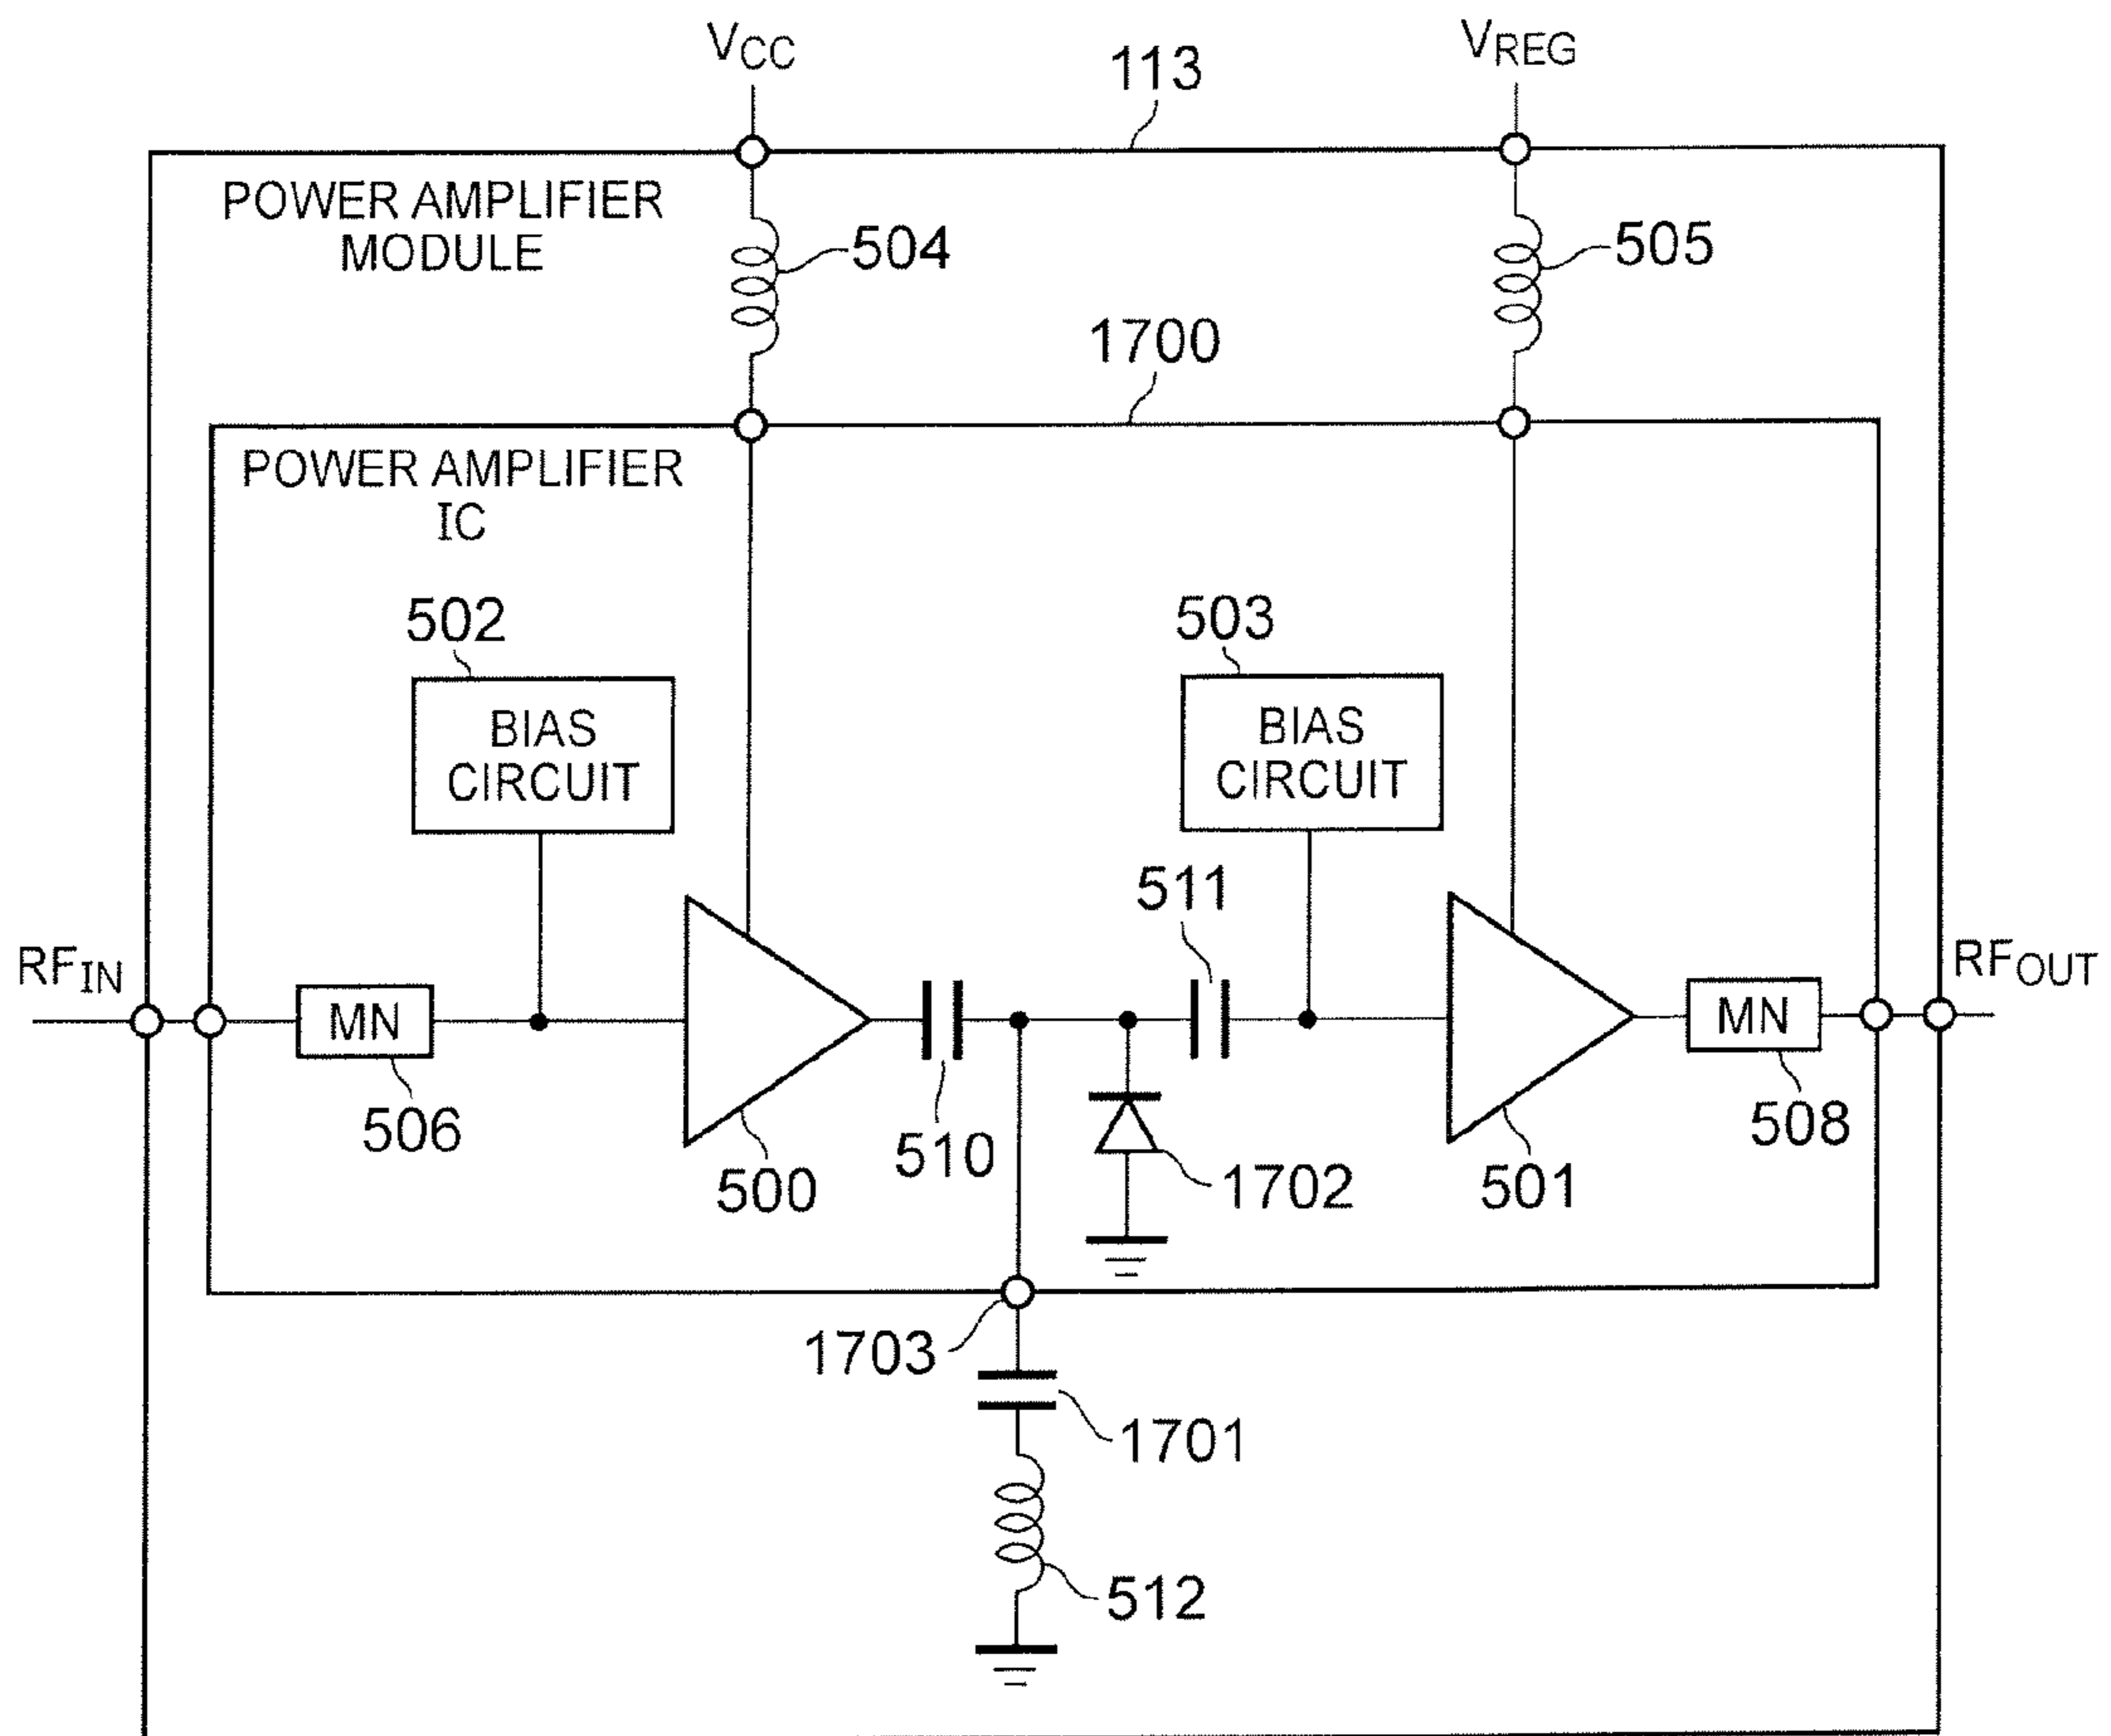 VCC
VREG
113
POWER AMPLIFIER
MODULE
504
505
1700
POWER AMPLIFIER
IC
502
503
BIAS
CIRCUIT
BIAS
CIRCUIT
511
RFIN
RFOUT
MN
MN
506
500
510
1702
501
508
1703
1701
512